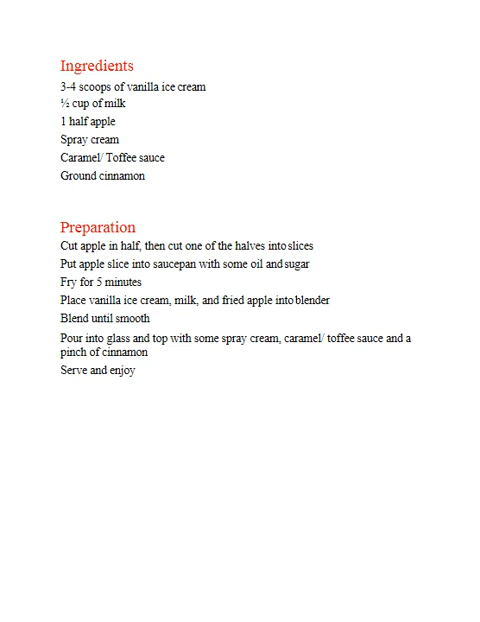 Ingredients
3-4 scoops of vanilla ice cream
½ cup of milk
1 half apple
Spray cream
Caramel/ Toffee sauce
Ground cinnamon
Preparation
Cut apple in half, then cut one of the halves into slices
Put apple slice into saucepan with some oil and sugar
Fry for 5 minutes
Place vanilla ice cream, milk, and fried apple into blender
Blend until smooth
Pour into glass and top with some spray cream, caramel/ toffee sauce and a
pinch of cinnamon
Serve and enjoy